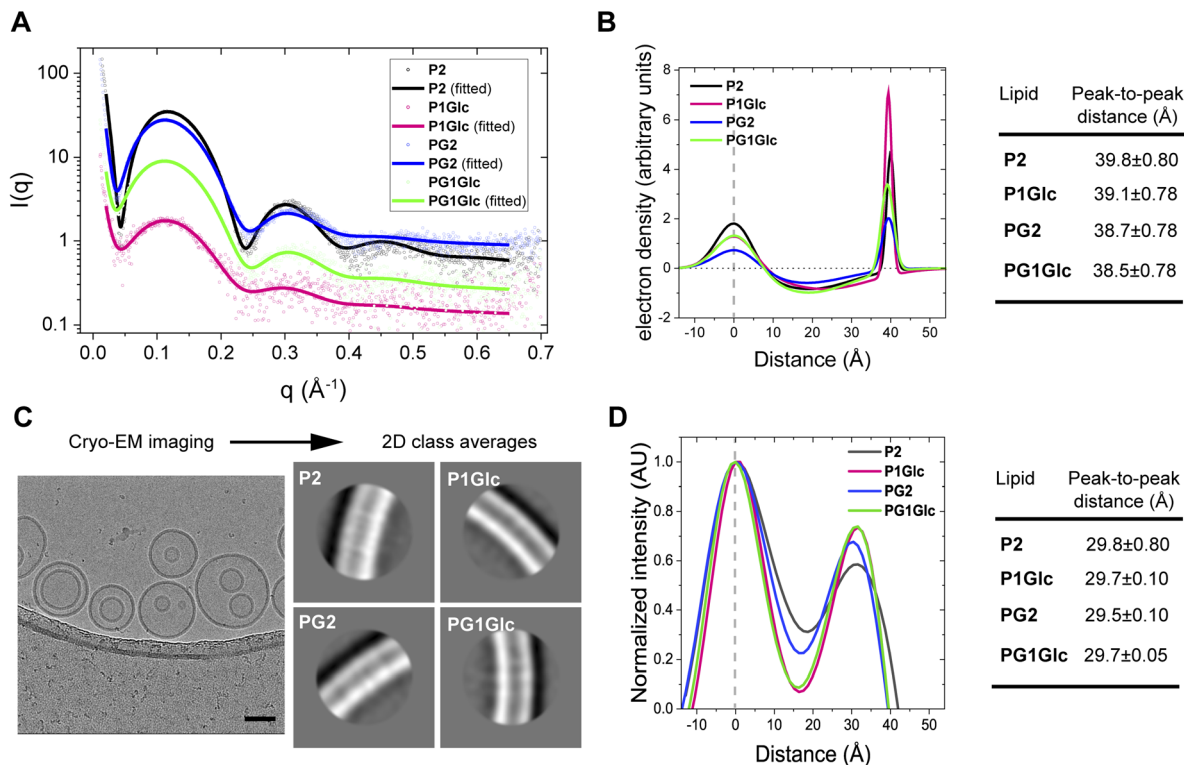 A
I(q)
100
10
1
0.1
0.0 0.1 0.2 0.3 0.4 0.5 0.6 0.7
q (Å⁻¹)
P2
P2 (fitted)
P1Glc
P1Glc (fitted)
PG2
PG2 (fitted)
PG1Glc
PG1Glc (fitted)
B
electron density (arbitrary units)
8
6
4
2
0
-2
-10 0 10 20 30 40 50
Distance (Å)
P2
P1Glc
PG2
PG1Glc
Lipid Peak-to-peak
distance (Å)
P2 39.8±0.80
P1Glc 39.1±0.78
PG2 38.7±0.78
PG1Glc 38.5±0.78
C
Cryo-EM imaging 2D class averages
P2 P1Glc
PG2 PG1Glc
D
Normalized intensity (AU)
1.0
0.8
0.6
0.4
0.2
0.0
-10 0 10 20 30 40 50
Distance (Å)
P2
P1Glc
PG2
PG1Glc
Lipid Peak-to-peak
distance (Å)
P2 29.8±0.80
P1Glc 29.7±0.10
PG2 29.5±0.10
PG1Glc 29.7±0.05